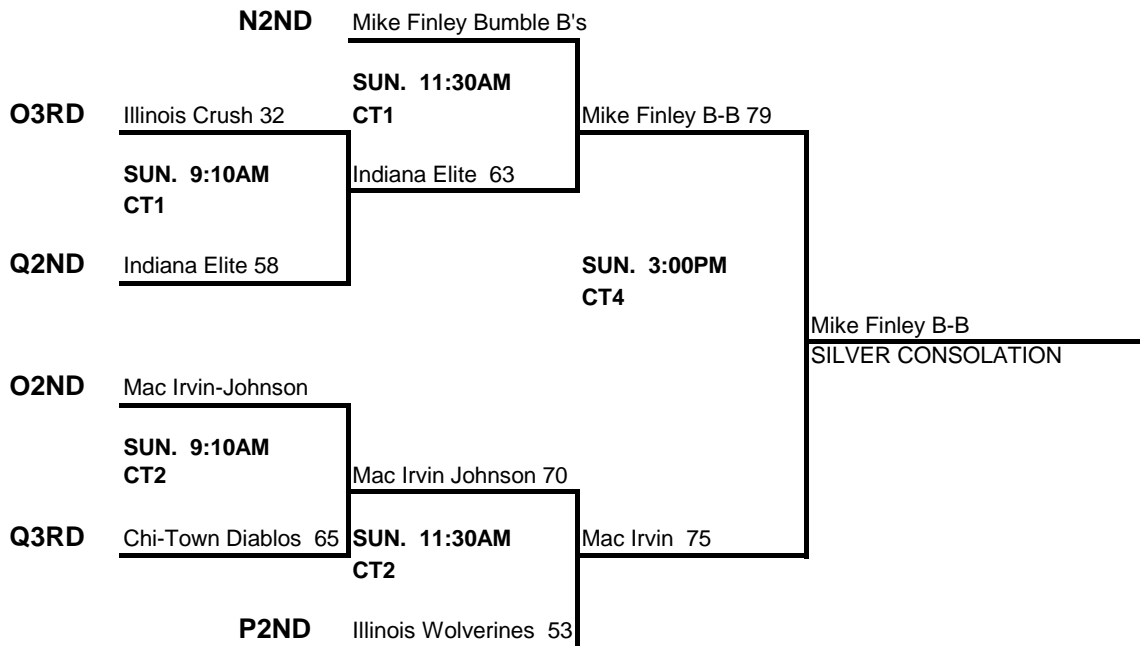 N2ND Mike Finley Bumble B's
SUN.  11:30AM
O3RD Illinois Crush 32 CT1 Mike Finley B-B 79
SUN.  9:10AM Indiana Elite  63
CT1
Q2ND Indiana Elite 58 SUN.  3:00PM
CT4
Mike Finley B-B
SILVER CONSOLATION
O2ND Mac Irvin-Johnson
SUN.  9:10AM
CT2 Mac Irvin Johnson 70
Q3RD Chi-Town Diablos  65 SUN.  11:30AM Mac Irvin  75
CT2
P2ND Illinois Wolverines  53